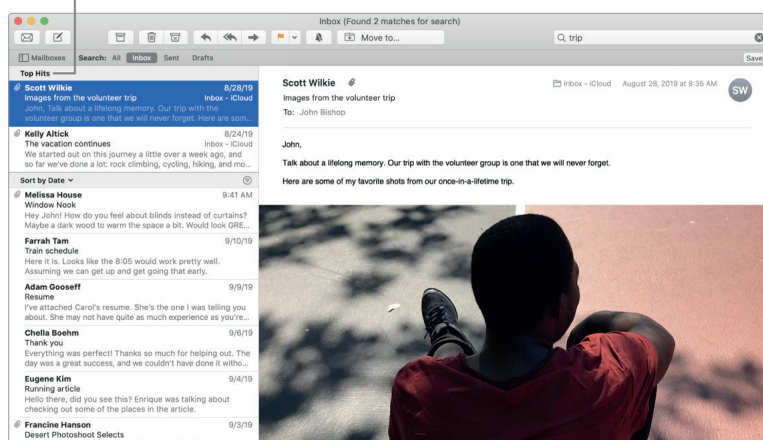 Inbox (Found 2 matches for search)
Move to...
trip
Mailboxes Search: All Inbox Sent Drafts Save
Top Hits
Scott Wilkie 8/28/19
Images from the volunteer trip Inbox - iCloud
John, Talk about a lifelong memory. Our trip with the
volunteer group is one that we will never forget. Here are som...
Kelly Altick 8/24/19
The vacation continues Inbox - iCloud
We started out on this journey a little over a week ago, and
so far we've done a lot: rock climbing, cycling, hiking, and mo...
Sort by Date
Melissa House 9:41 AM
Window Nook
Hey John! How do you feel about blinds instead of curtains?
Maybe a dark wood to warm the space a bit. Would look GRE...
Farrah Tam 9/10/19
Train schedule
Here it is. Looks like the 8:05 would work pretty well.
Assuming we can get up and get going that early.
Adam Gooseff 9/9/19
Resume
I've attached Carol's resume. She's the one I was telling you
about. She may not have quite as much experience as you're...
Chella Boehm 9/6/19
Thank you
Everything was perfect! Thanks so much for helping out. The
day was a great success, and we couldn't have done it witho...
Eugene Kim 9/4/19
Running article
Hello there, did you see this? Enrique was talking about
checking out some of the places in the article.
Francine Hanson 9/3/19
Desert Photoshoot Selects
Scott Wilkie Inbox - iCloud August 28, 2019 at 8:35 AM
SW
Images from the volunteer trip
To: John Bishop
John,
Talk about a lifelong memory. Our trip with the volunteer group is one that we will never forget.
Here are some of my favorite shots from our once-in-a-lifetime trip.